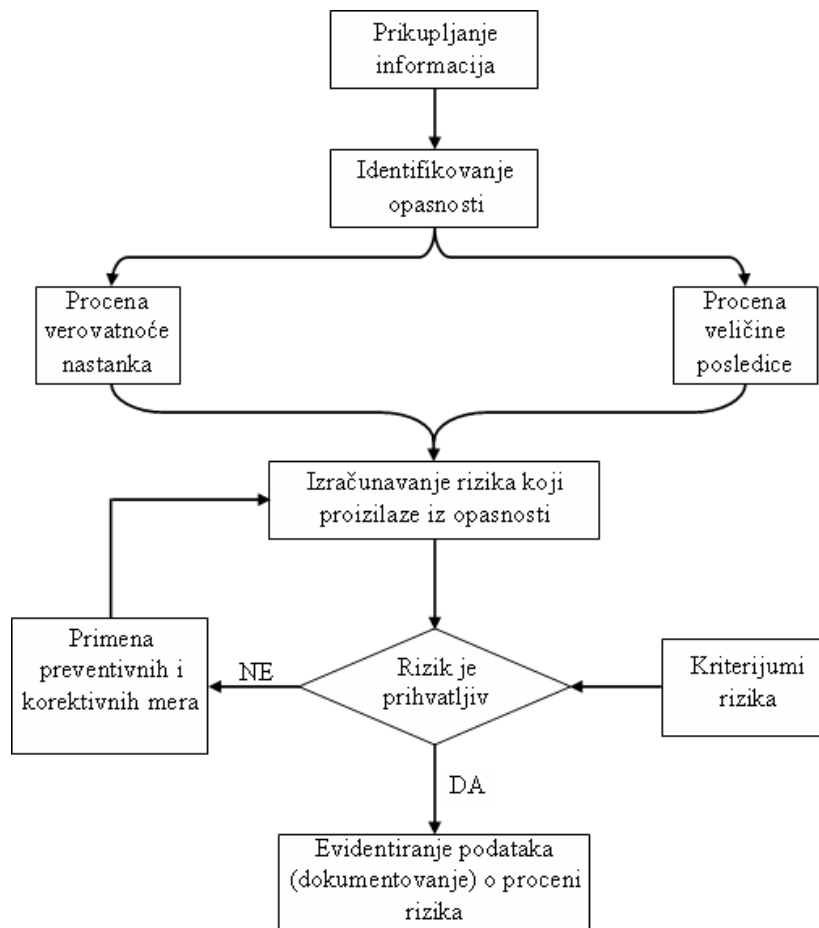 Prikupljanje
informacija
Identifikovanje
opasnosti
Procena
verovatnoće
nastanka
Procena
veličine
posledice
Izračunavanje rizika koji
proizilaze iz opasnosti
Primena
preventivnih i
korektivnih mera
NE
Rizik je
prihvatljiv
Kriterijumi
rizika
DA
Evidentiranje podataka
(dokumentovanje) o proceni
rizika